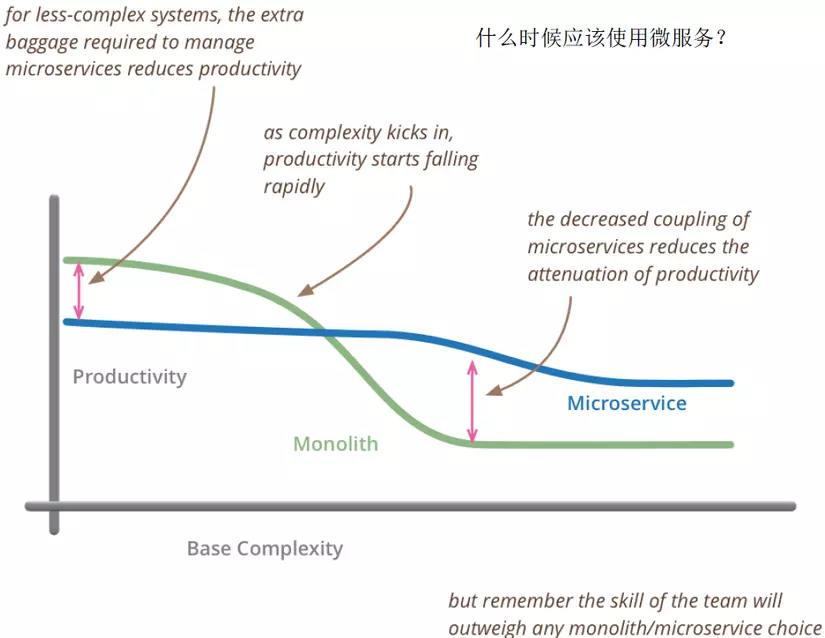 for less-complex systems, the extra
baggage required to manage
microservices reduces productivity
什么时候应该使用微服务?
as complexity kicks in,
productivity starts falling
rapidly
the decreased coupling of
microservices reduces the
attenuation of productivity
Productivity
Microservice
Monolith
Base Complexity
but remember the skill of the team will
outweigh any monolith/microservice choice